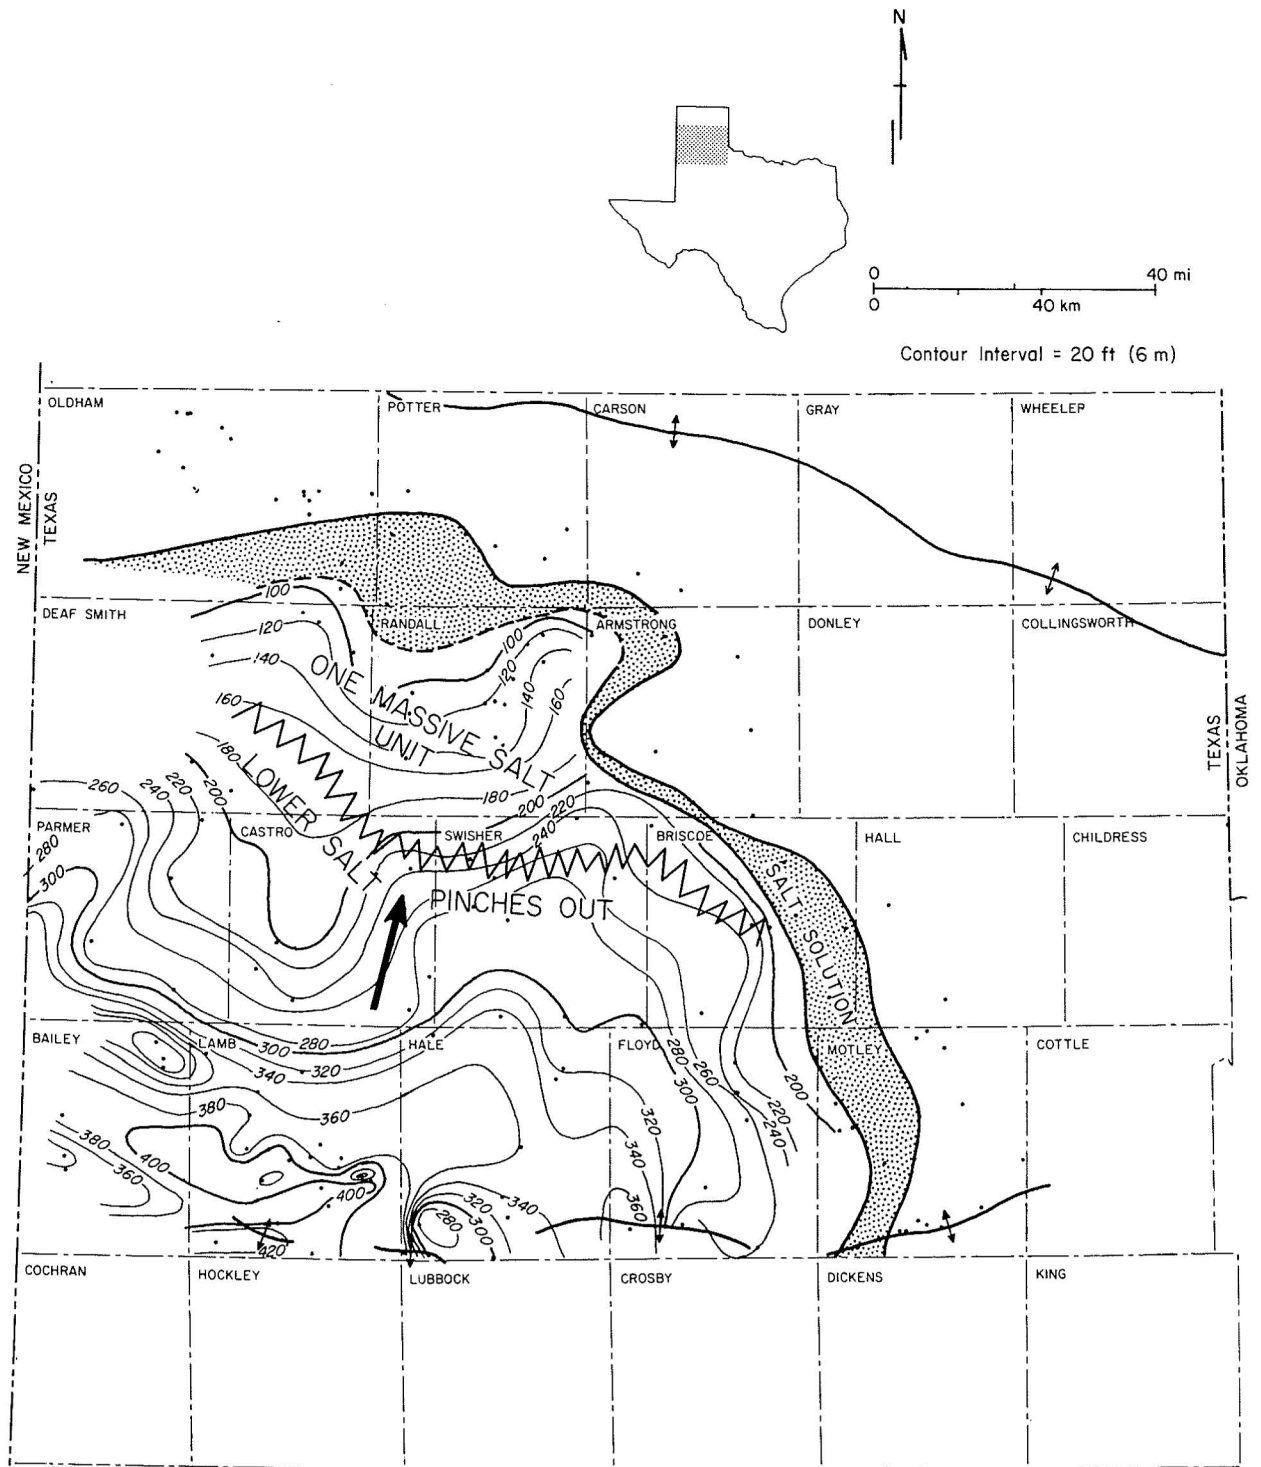 N
0 40 mi
0 40 km
Contour Interval = 20 ft (6 m)
OLDHAM
POTTER
CARSON
GRAY
WHEELEP
NEW MEXICO
TEXAS
100
DEAF SMITH
RANDALL
ARMSTRONG
DONLEY
COLLINGSWORTH
120
100
140
120
140
160
160
ONE MASSIVE SALT
UNIT
TEXAS
OKLAHOMA
180
LOWER SALT
PINCHES OUT
260
240
220
200
180
200
220
240
PARMER
CASTRO
SWISHER
BRISCOE
HALL
CHILDRESS
280
300
SALT SOLUTION
BAILEY
LAMB
300
280
HALE
FLOYD
MOTLEY
COTTLE
340
320
280
260
300
200
220
240
380
360
320
340
380
360
400
400
320
280
300
340
360
420
COCHRAN
HOCKLEY
LUBBOCK
CROSBY
DICKENS
KING